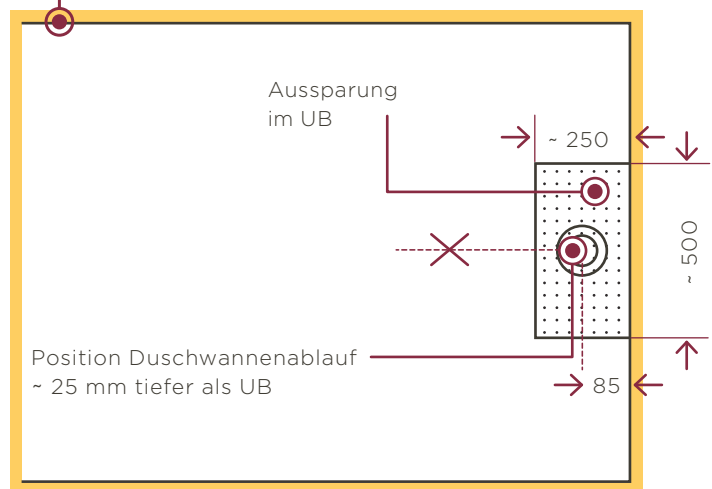 Aussparung
im UB
~ 250
~ 500
Position Duschwannenablauf
~ 25 mm tiefer als UB
85